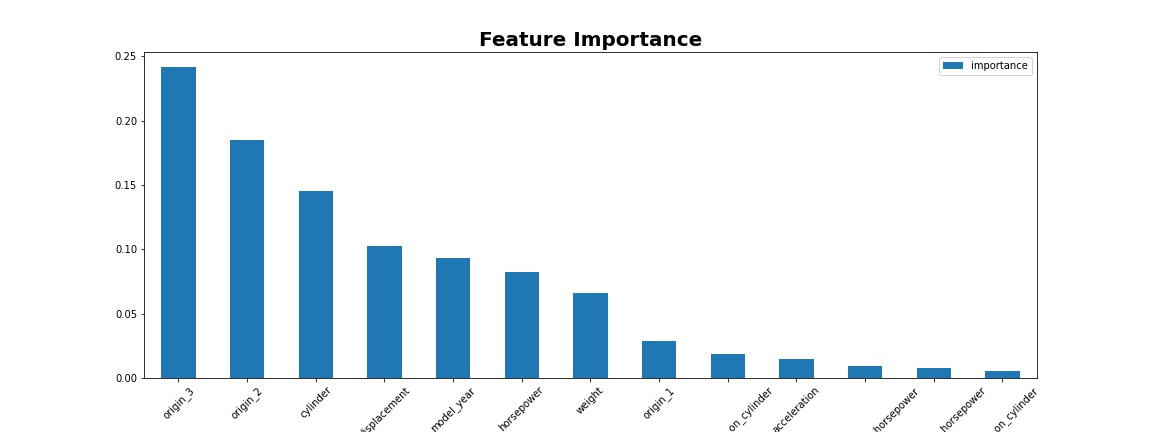 Feature Importance
importance
0.25
0.20
0.15
0.10
0.05
0.00
origin_3
origin_2
cylinder
isplacement
model_year
horsepower
weight
origin_1
on_cylinder
acceleration
horsepower
horsepower
on_cylinder